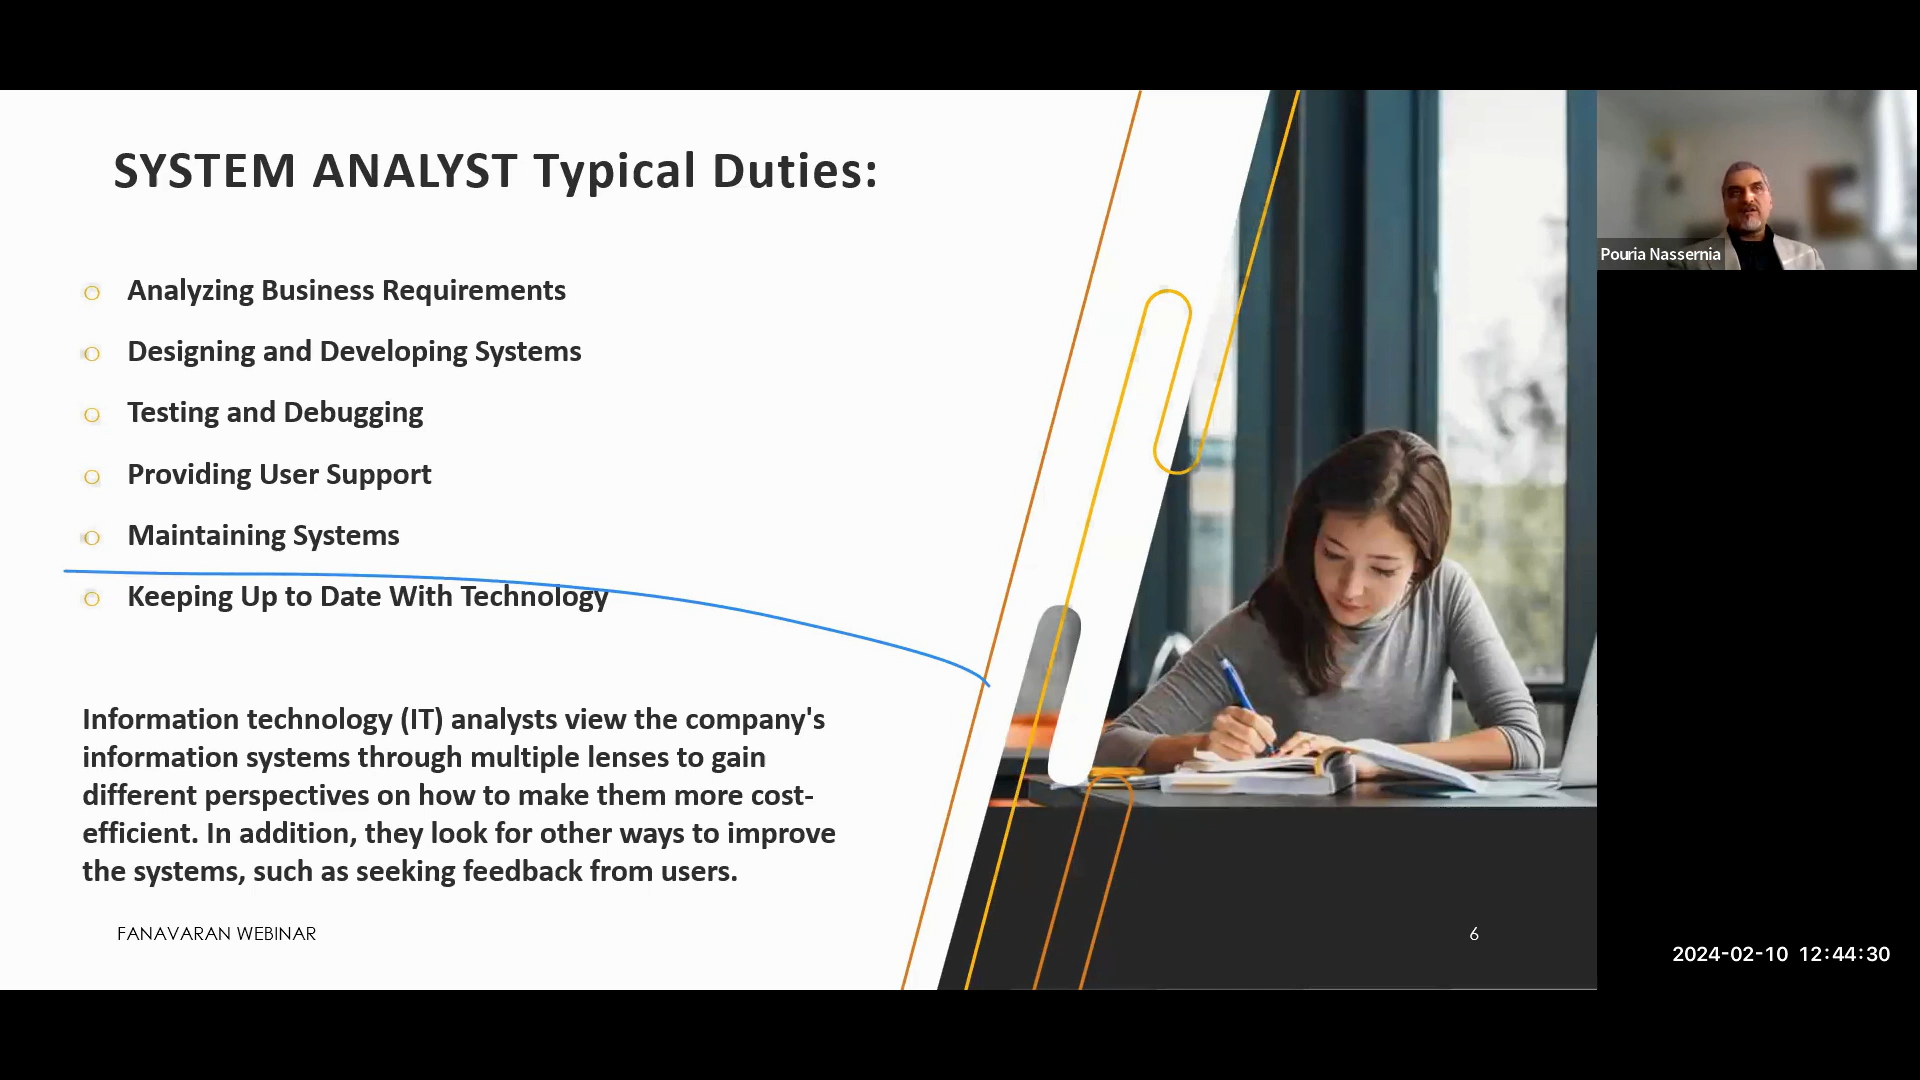 SYSTEM ANALYST Typical Duties:
Analyzing Business Requirements
Designing and Developing Systems
Testing and Debugging
Providing User Support
Maintaining Systems
Keeping Up to Date With Technology
Information technology (IT) analysts view the company's
information systems through multiple lenses to gain
different perspectives on how to make them more cost-
efficient. In addition, they look for other ways to improve
the systems, such as seeking feedback from users.
FANAVARAN WEBINAR
6
Pouria Nassernia
2024-02-10 12:44:30